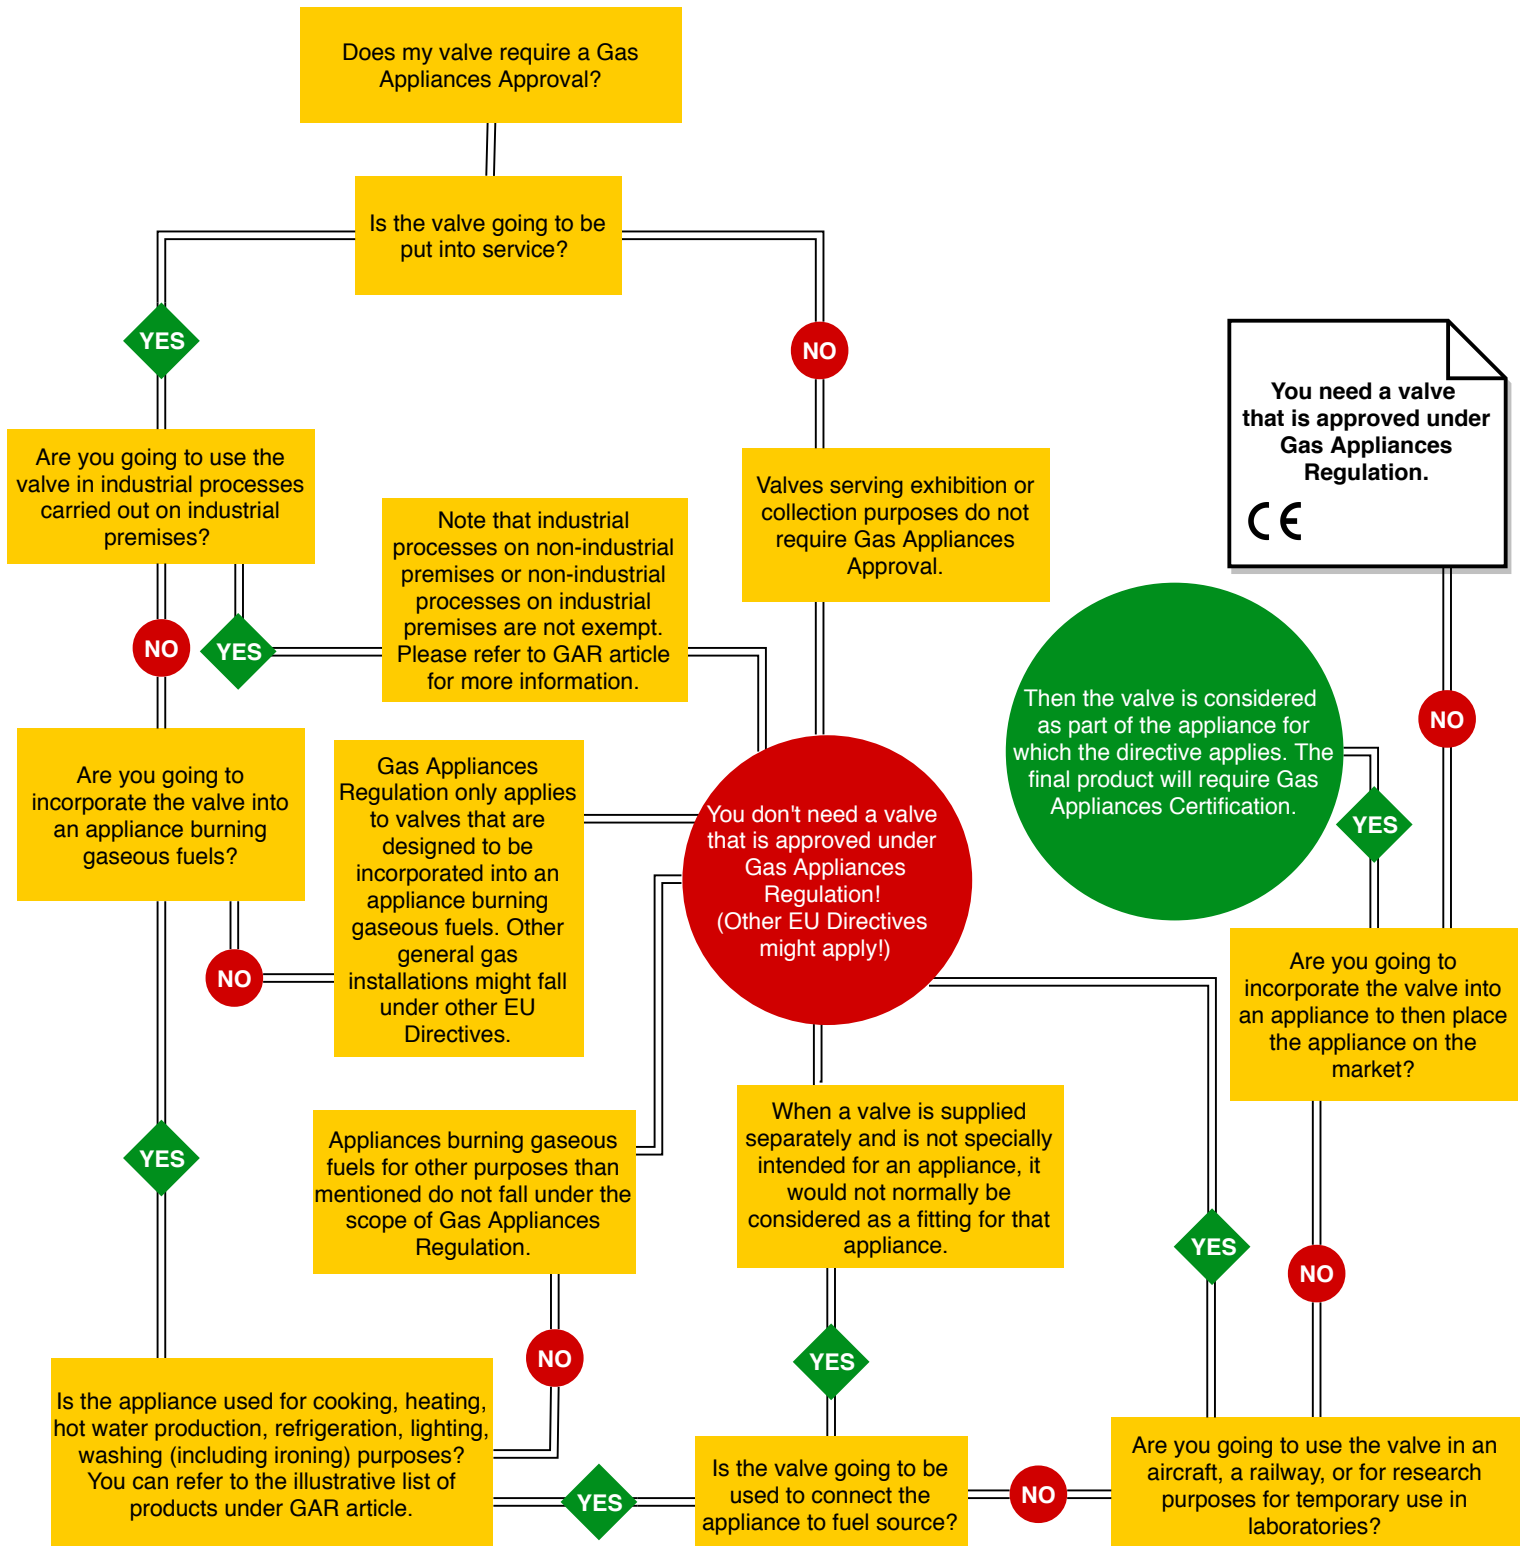 Does my valve require a Gas
Appliances Approval?
Is the valve going to be
put into service?
YES
NO
Are you going to use the
valve in industrial processes
carried out on industrial
premises?
Note that industrial
processes on non-industrial
premises or non-industrial
processes on industrial
premises are not exempt.
Please refer to GAR article
for more information.
Valves serving exhibition or
collection purposes do not
require Gas Appliances
Approval.
You need a valve
that is approved under
Gas Appliances
Regulation.
CE
NO
YES
Are you going to
incorporate the valve into
an appliance burning
gaseous fuels?
Gas Appliances
Regulation only applies
to valves that are
designed to be
incorporated into an
appliance burning
gaseous fuels. Other
general gas
installations might fall
under other EU
Directives.
NO
You don't need a valve
that is approved under
Gas Appliances
Regulation!
(Other EU Directives
might apply!)
Then the valve is considered
as part of the appliance for
which the directive applies. The
final product will require Gas
Appliances Certification.
YES
NO
Are you going to
incorporate the valve into
an appliance to then place
the appliance on the
market?
YES
Appliances burning gaseous
fuels for other purposes than
mentioned do not fall under the
scope of Gas Appliances
Regulation.
When a valve is supplied
separately and is not specially
intended for an appliance, it
would not normally be
considered as a fitting for that
appliance.
YES
NO
NO
YES
Is the appliance used for cooking, heating,
hot water production, refrigeration, lighting,
washing (including ironing) purposes?
You can refer to the illustrative list of
products under GAR article.
YES
Is the valve going to be
used to connect the
appliance to fuel source?
NO
Are you going to use the valve in an
aircraft, a railway, or for research
purposes for temporary use in
laboratories?